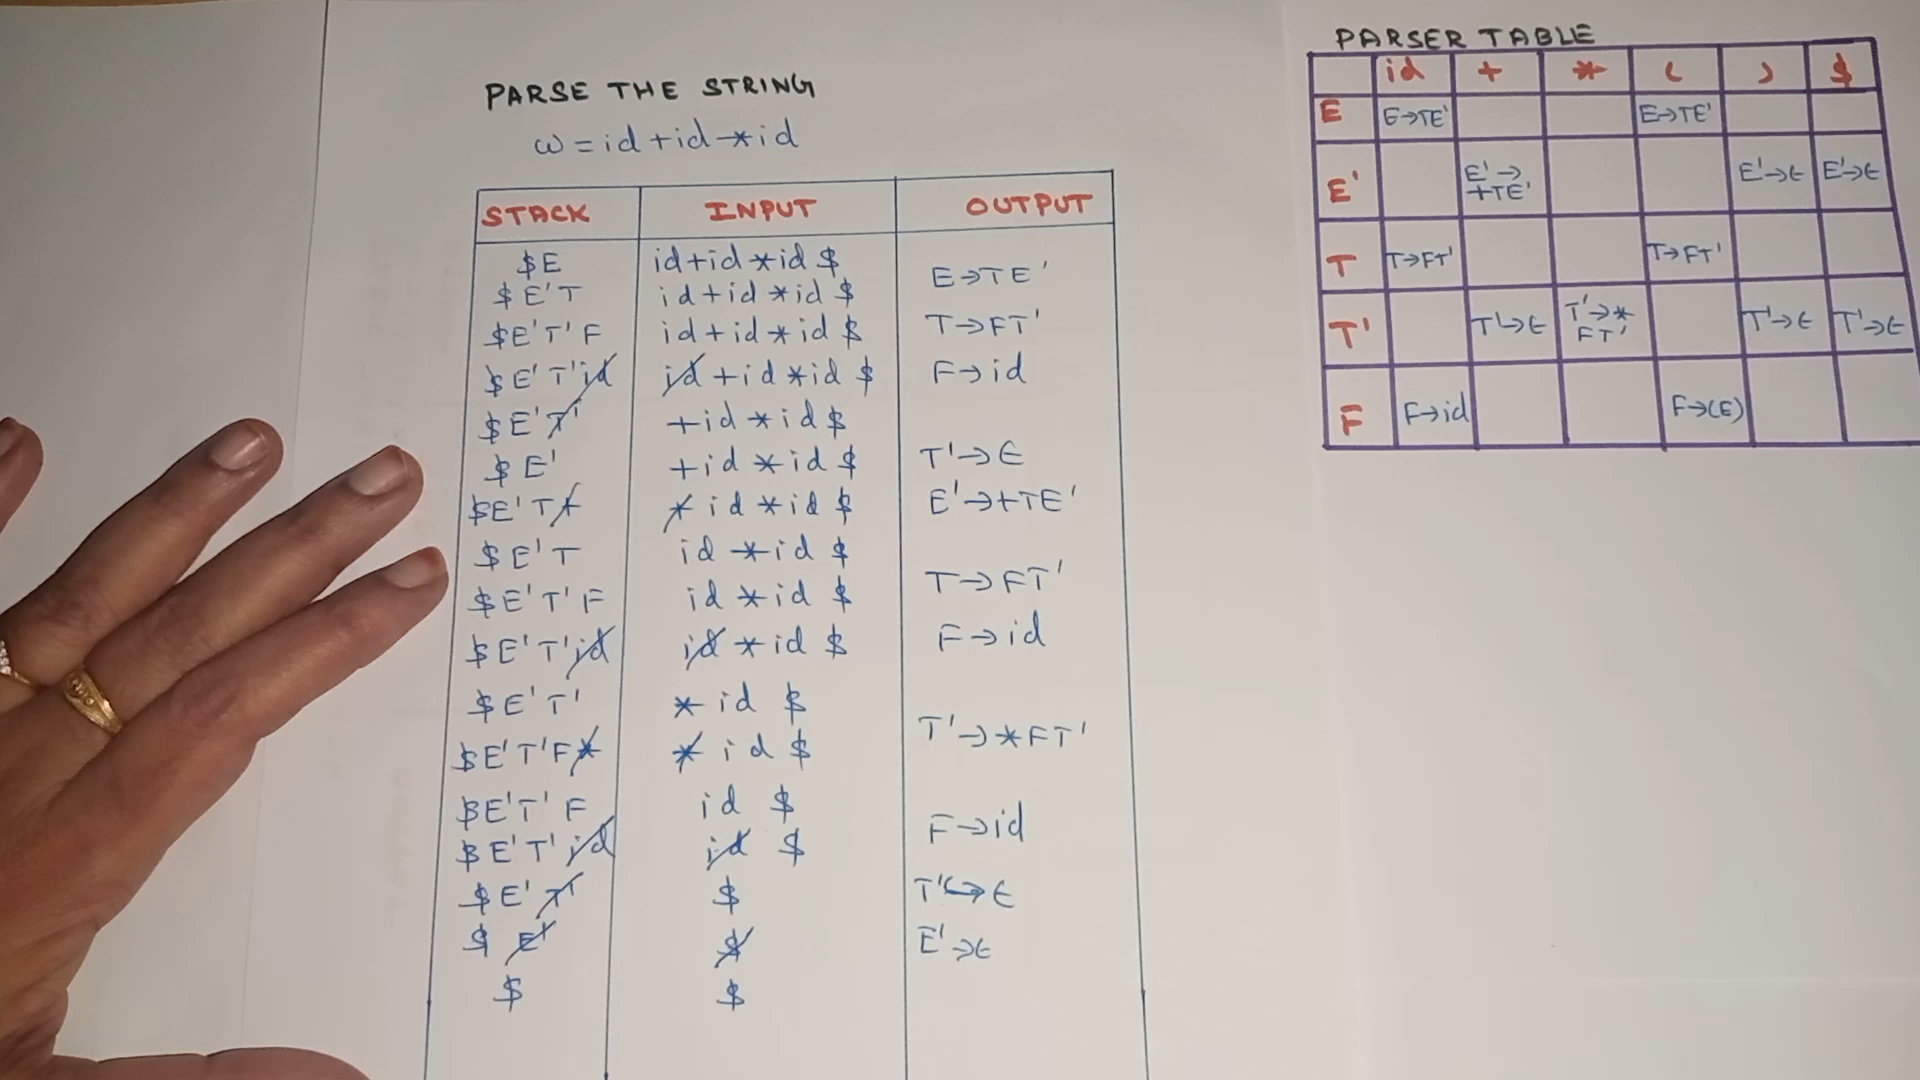 PARSE THE STRING
w = id +id *id
STACK INPUT OUTPUT
$E id+id *id $ E→TE'
$E'T id+id *id $
$E'T'F id+id *id $ T→FT'
$E'T'id id +id *id $ F→id
$E'T' +id *id $
$E' +id *id $ T'→ϵ
$E'T+ + id *id $ E'→+TE'
$E'T id *id $
$E'T'F id *id $ T→FT'
$E'T'id id *id $ F→id
$E'T' * id $
$E'T'F* * id $ T'→*FT'
$E'T'F id $
$E'T'id id $ F→id
$E'T' $ T'→ϵ
$E' $ E'→ϵ
$ $
PARSER TABLE
id + * ( ) $
E E→TE' E→TE'
E' E'→ +TE' E'→ϵ E'→ϵ
T T→FT' T→FT'
T' T'→ϵ T'→* FT' T'→ϵ T'→ϵ
F F→id F→(E)